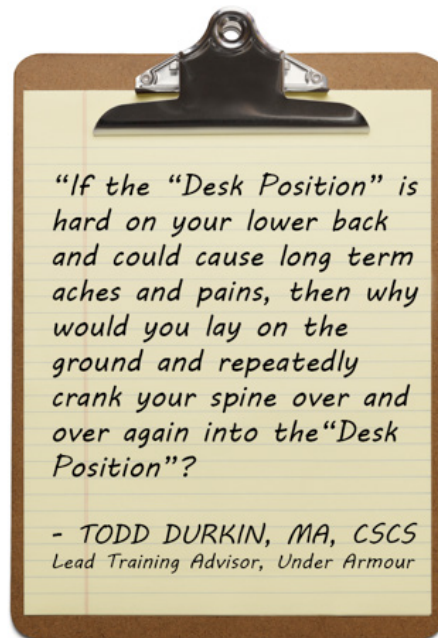 “If the “Desk Position” is
hard on your lower back
and could cause long term
aches and pains, then why
would you lay on the
ground and repeatedly
crank your spine over and
over again into the“Desk
Position”?
- TODD DURKIN, MA, CSCS
Lead Training Advisor, Under Armour